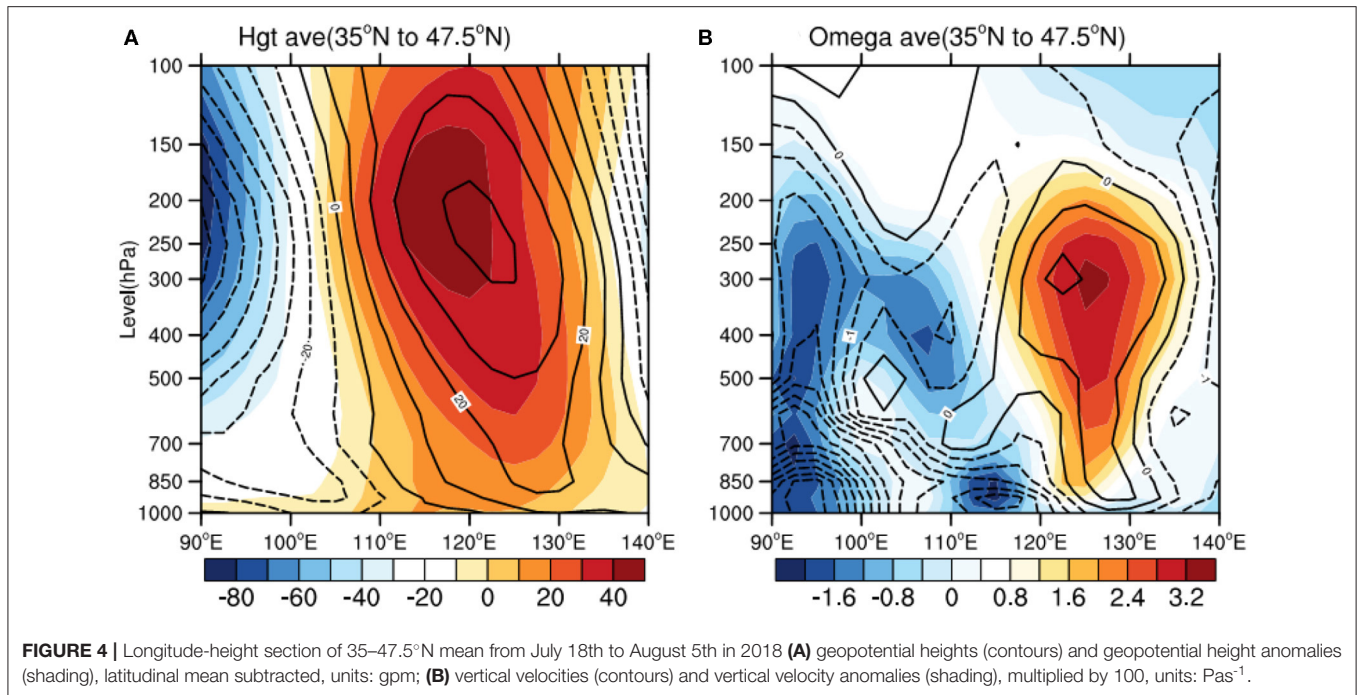 A
Hgt ave(35°N to 47.5°N)
Level(hPa)
100
150
200
250
300
400
500
700
850
1000
0
-20
20
20
90°E 100°E 110°E 120°E 130°E 140°E
-80 -60 -40 -20 0 20 40
B
Omega ave(35°N to 47.5°N)
100
150
200
250
300
400
500
700
850
1000
0
0
-1
0
-1
0
90°E 100°E 110°E 120°E 130°E 140°E
-1.6 -0.8 0 0.8 1.6 2.4 3.2
FIGURE 4 | Longitude-height section of 35–47.5°N mean from July 18th to August 5th in 2018 (A) geopotential heights (contours) and geopotential height anomalies
(shading), latitudinal mean subtracted, units: gpm; (B) vertical velocities (contours) and vertical velocity anomalies (shading), multiplied by 100, units: Pas⁻¹.